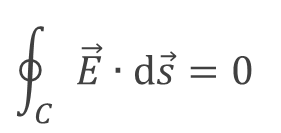 ∮_C E⃗ · ds⃗ = 0